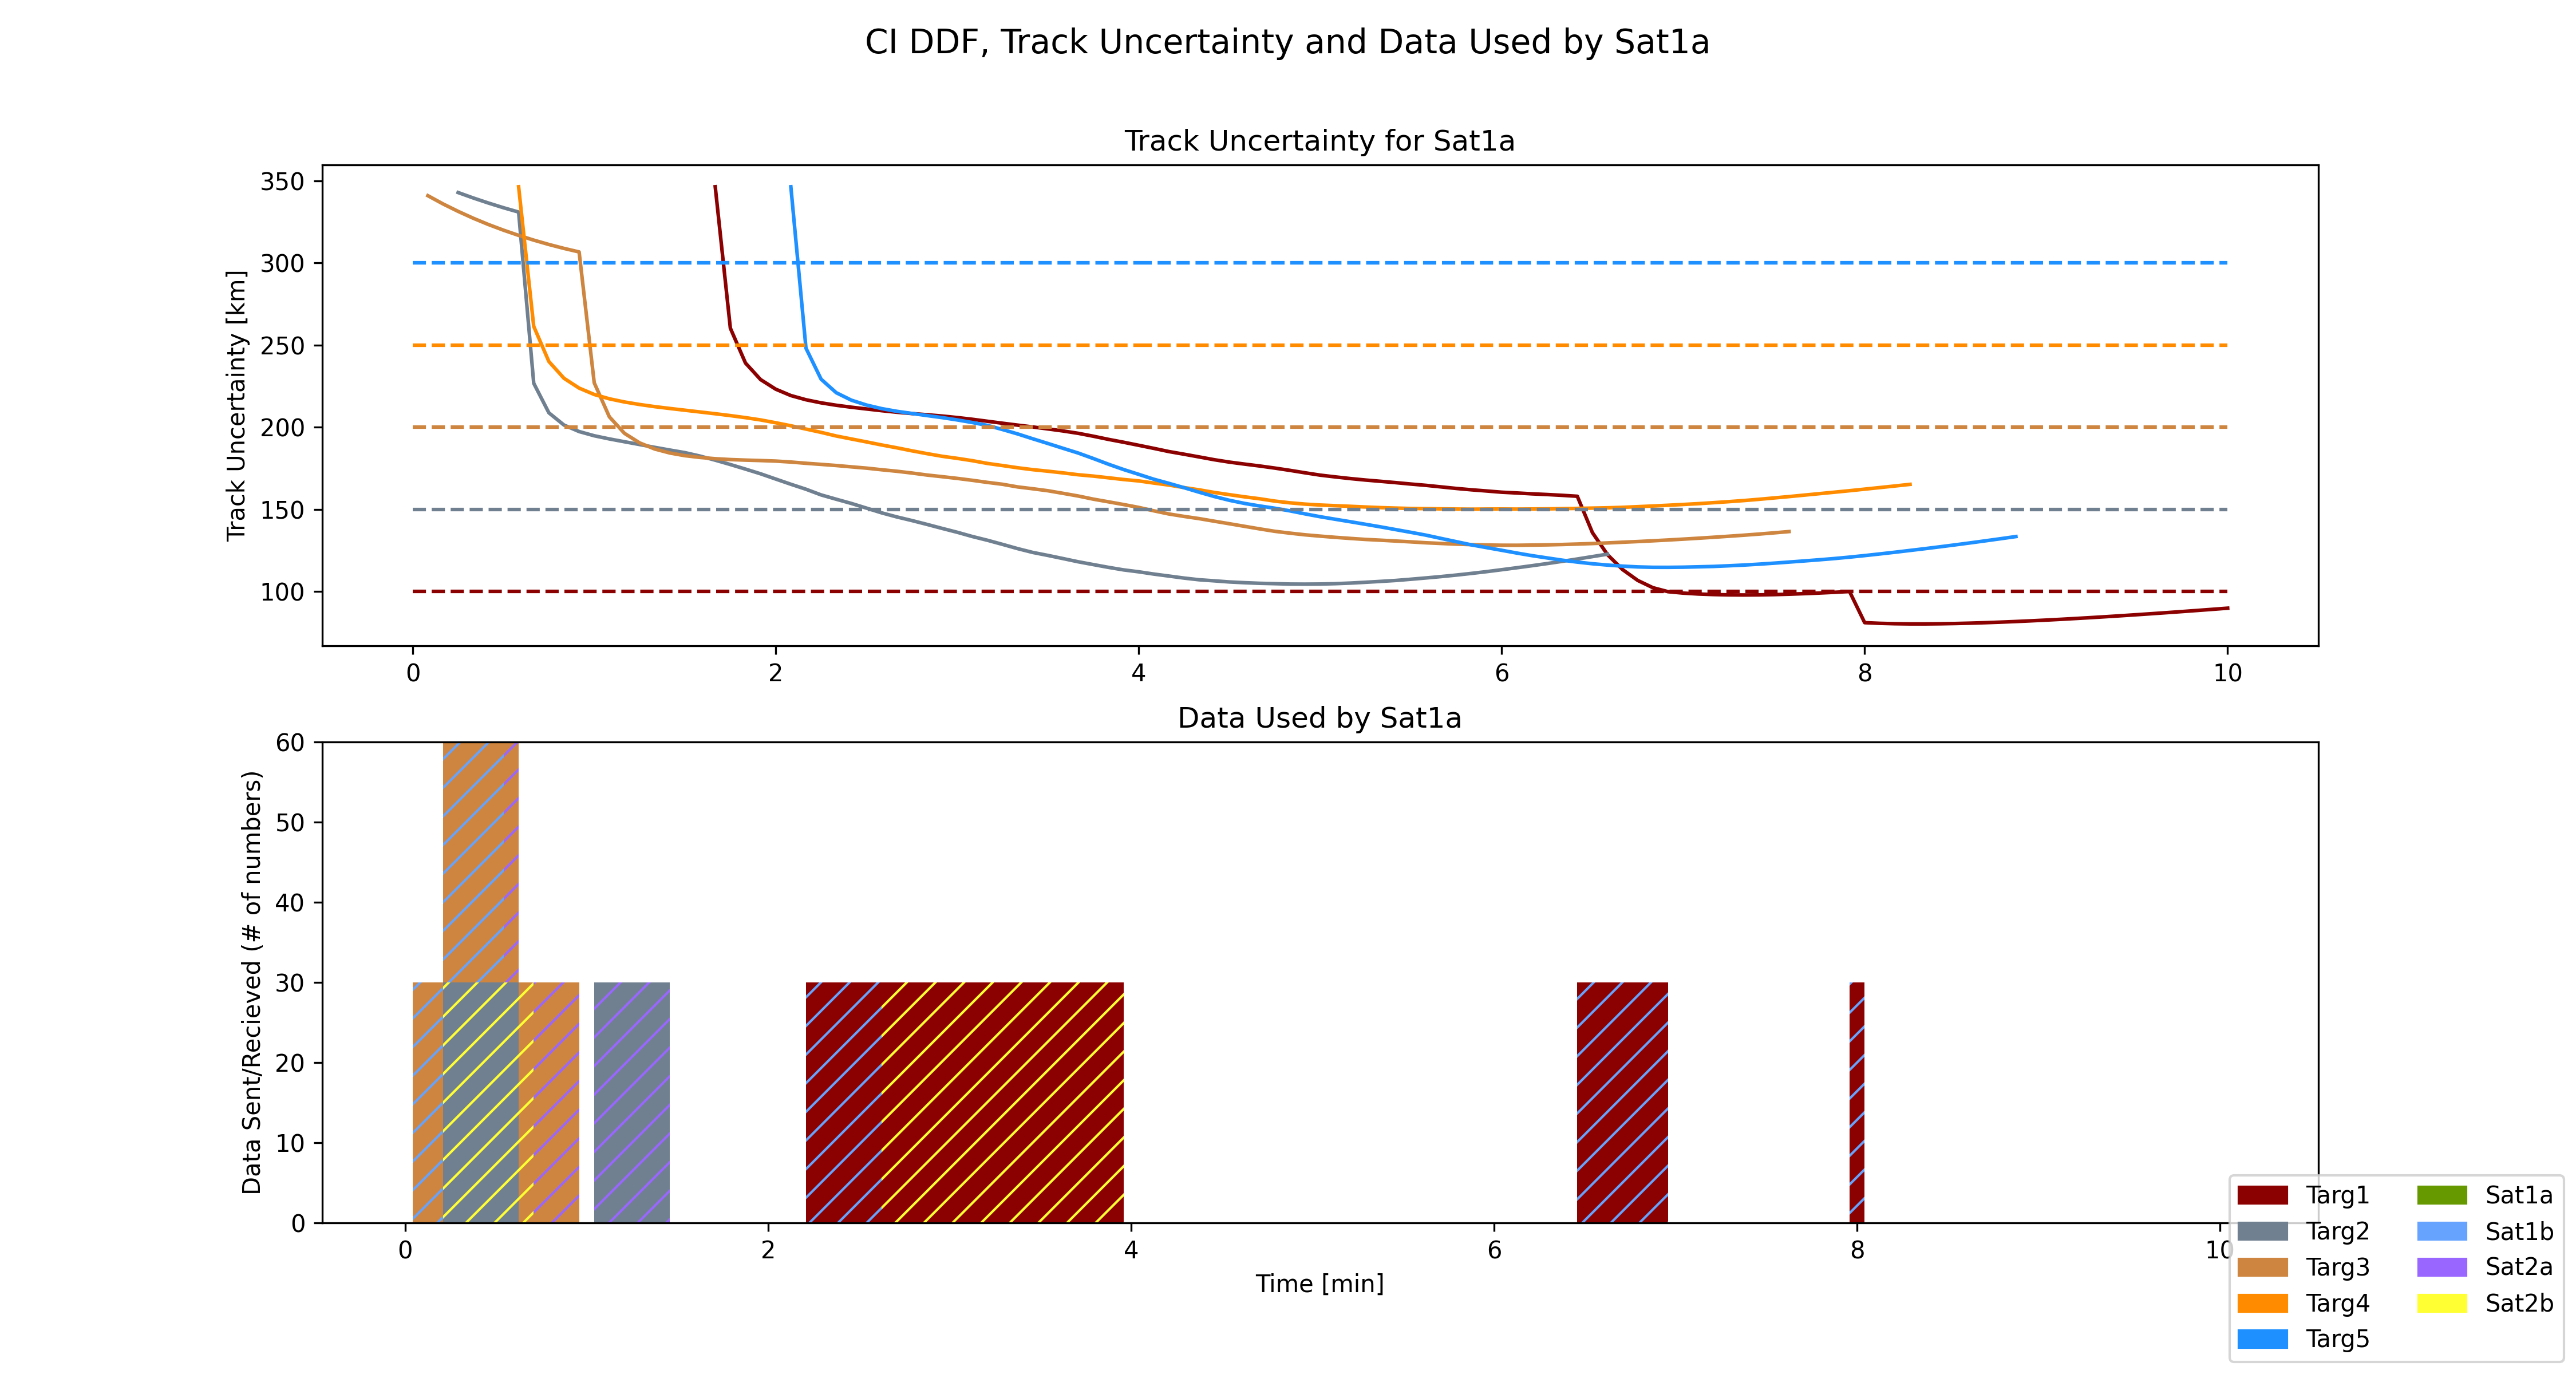 CI DDF, Track Uncertainty and Data Used by Sat1a
Track Uncertainty for Sat1a
Track Uncertainty [km]
350
300
250
200
150
100
0 2 4 6 8 10
Data Used by Sat1a
Data Sent/Recieved (# of numbers)
60
50
40
30
20
10
0
0 2 4 6 8 10
Time [min]
Targ1 Sat1a
Targ2 Sat1b
Targ3 Sat2a
Targ4 Sat2b
Targ5